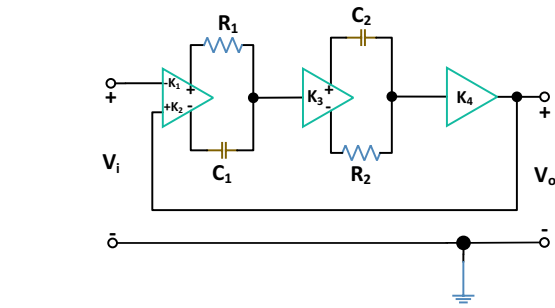 R1
C2
-K1
+
+K2
-
K3
+
-
K4
+
+
C1
R2
Vi
Vo
-
-